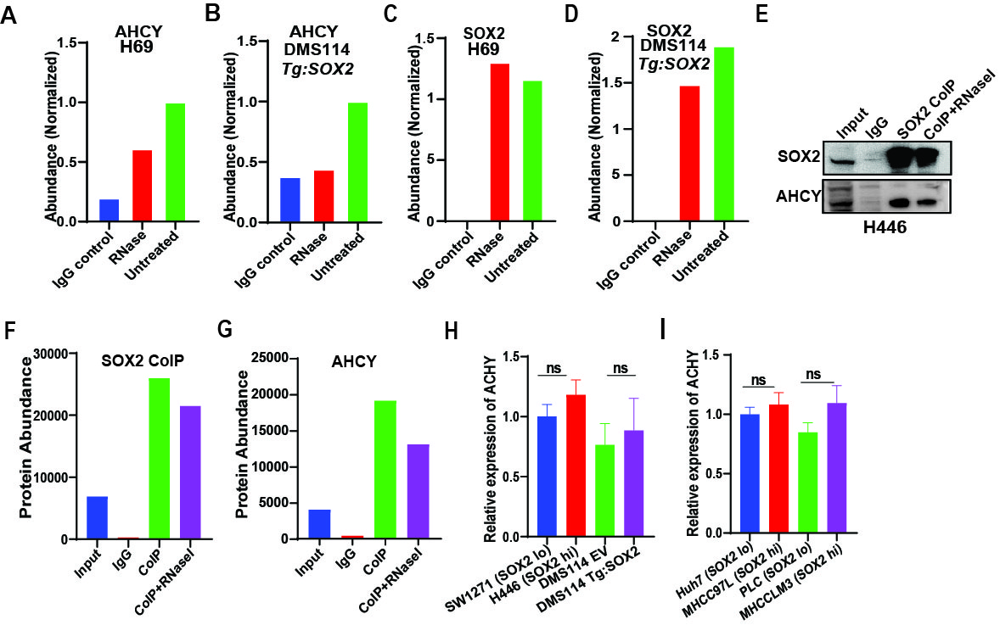 A
AHCY
H69
Abundance (Normalized)
1.5
1.0
0.5
0.0
IgG control
RNase
Untreated
B
AHCY
DMS114
Tg:SOX2
Abundance (Normalized)
1.5
1.0
0.5
0.0
IgG control
RNase
Untreated
C
SOX2
H69
Abundance (Normalized)
1.5
1
5
0
IgG control
RNase
Untreated
D
SOX2
DMS114
Tg:SOX2
Abundance (Normalized)
2
1.5
1
5
0
IgG control
RNase
Untreated
E
Input
IgG
SOX2 CoIP
CoIP+RNaseI
SOX2
AHCY
H446
F
SOX2 CoIP
Protein Abundance
30000
20000
10000
0
Input
IgG
CoIP
CoIP+RNaseI
G
AHCY
Protein Abundance
25000
20000
15000
10000
5000
0
Input
IgG
CoIP
CoIP+RNaseI
H
Relative expression of ACHY
1.5
1.0
0.5
0.0
ns
ns
SW1271 (SOX2 lo)
H446 (SOX2 hi)
DMS114 EV
DMS114 Tg:SOX2
I
Relative expression of ACHY
1.5
1.0
0.5
0.0
ns
ns
Huh7 (SOX2 lo)
MHCC97L (SOX2 hi)
PLC (SOX2 lo)
MHCCLM3 (SOX2 hi)